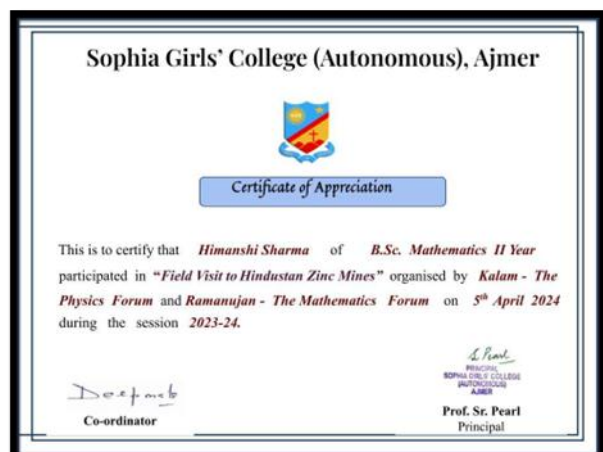 Sophia Girls' College (Autonomous), Ajmer
Certificate of Appreciation
This is to certify that Himanshi Sharma of B.Sc. Mathematics II Year
participated in “Field Visit to Hindustan Zinc Mines” organised by Kalam - The
Physics Forum and Ramanujan - The Mathematics Forum on 5th April 2024
during the session 2023-24.
Co-ordinator
PRINCIPAL
SOPHIA GIRLS' COLLEGE
(AUTONOMOUS)
AJMER
Prof. Sr. Pearl
Principal